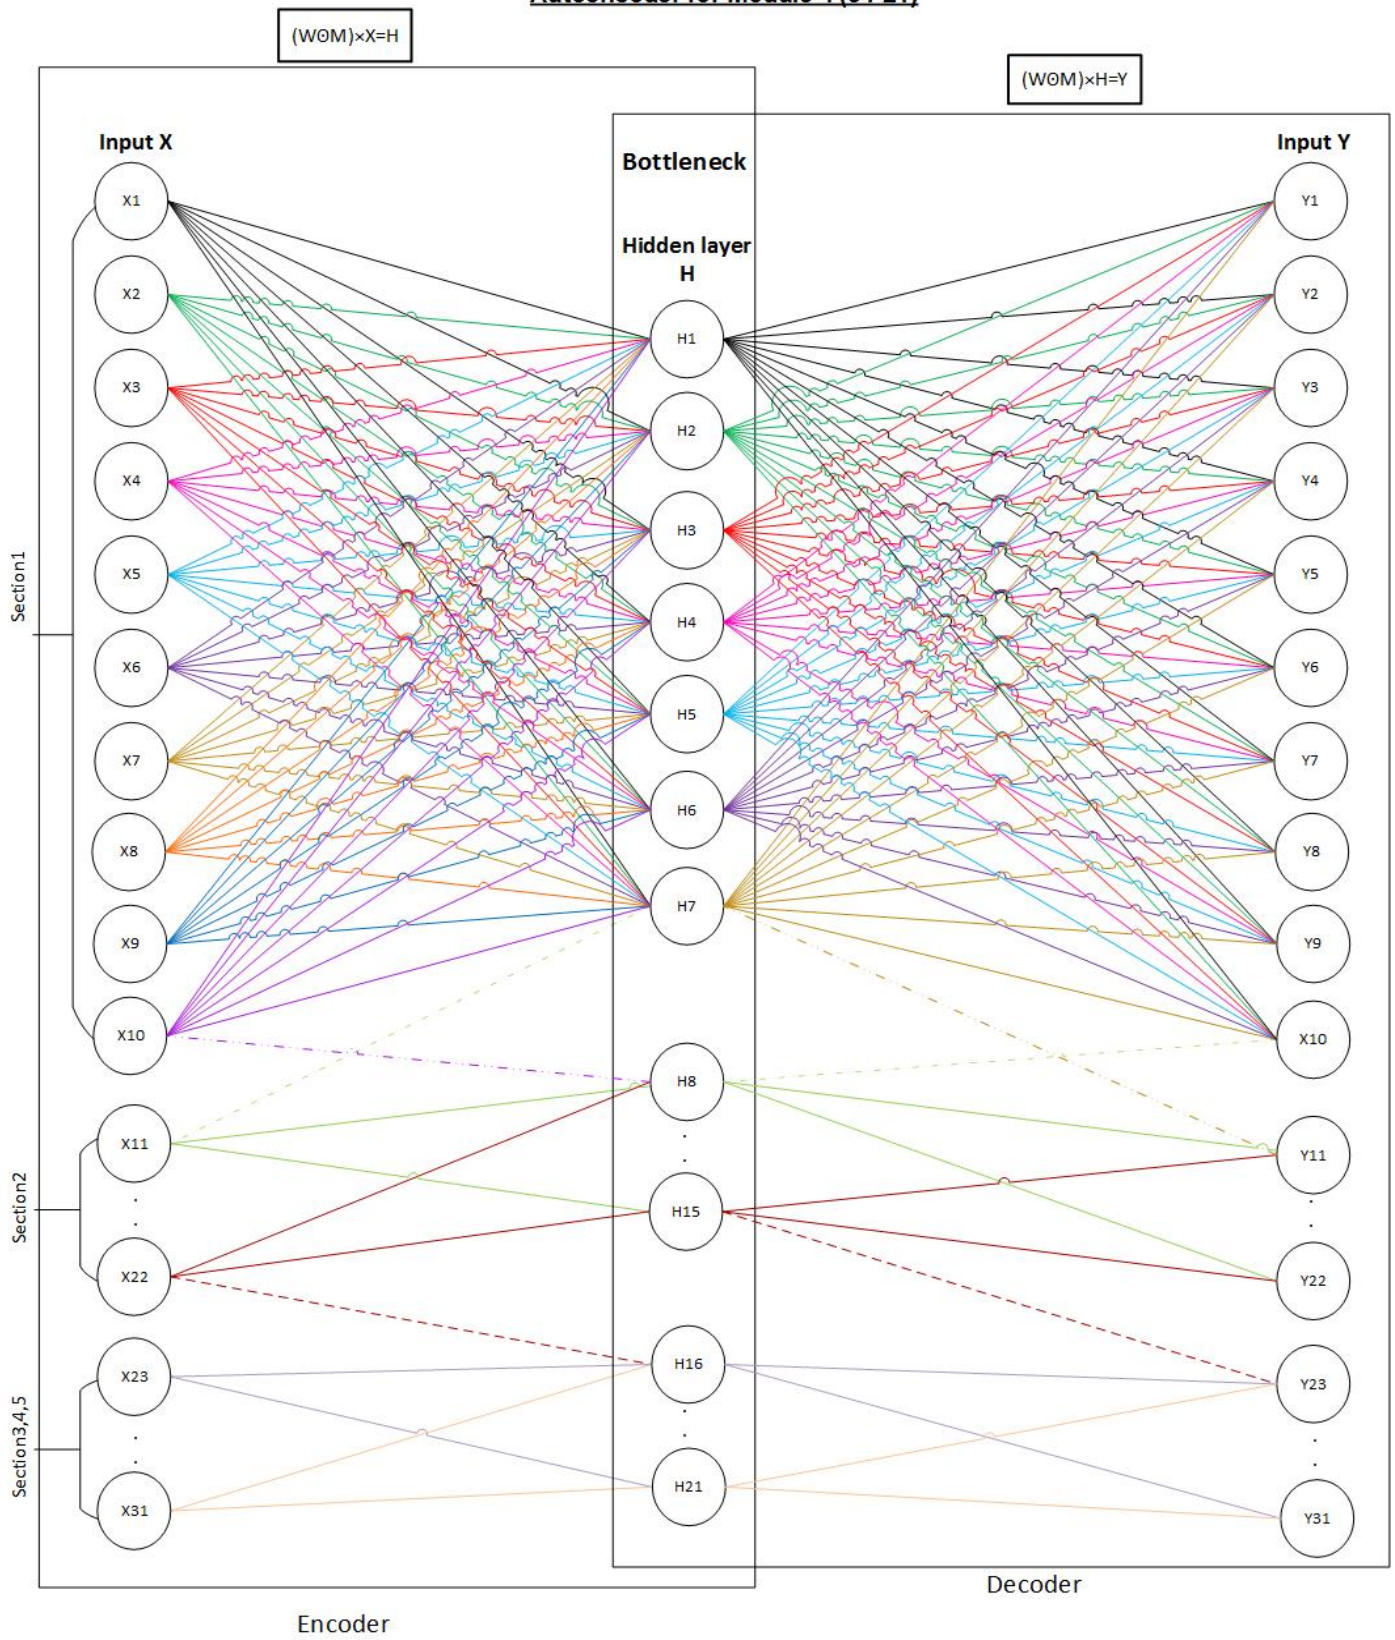 (WΘM)×X=H
(WΘM)×H=Y
Input X
Input Y
Bottleneck
Hidden layer
H
X1
X2
X3
X4
X5
X6
X7
X8
X9
X10
X11
.
.
X22
X23
.
.
X31
H1
H2
H3
H4
H5
H6
H7
H8
.
.
H15
H16
.
.
H21
Y1
Y2
Y3
Y4
Y5
Y6
Y7
Y8
Y9
X10
Y11
.
.
Y22
Y23
.
.
Y31
Section1
Section2
Section3,4,5
Decoder
Encoder